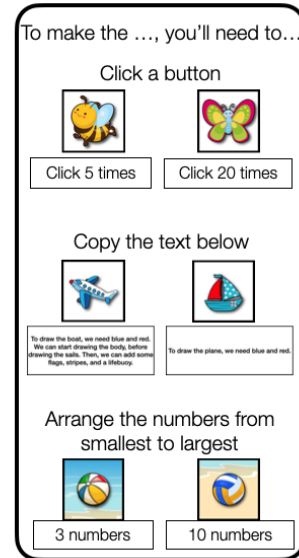 To make the …, you’ll need to…
Click a button
Click 5 times
Click 20 times
Copy the text below
To draw the boat, we need blue and red.
We can start drawing the body, before
drawing the sails. Then, we can add some
flags, stripes, and a lifebuoy.
To draw the plane, we need blue and red.
Arrange the numbers from
smallest to largest
3 numbers
10 numbers